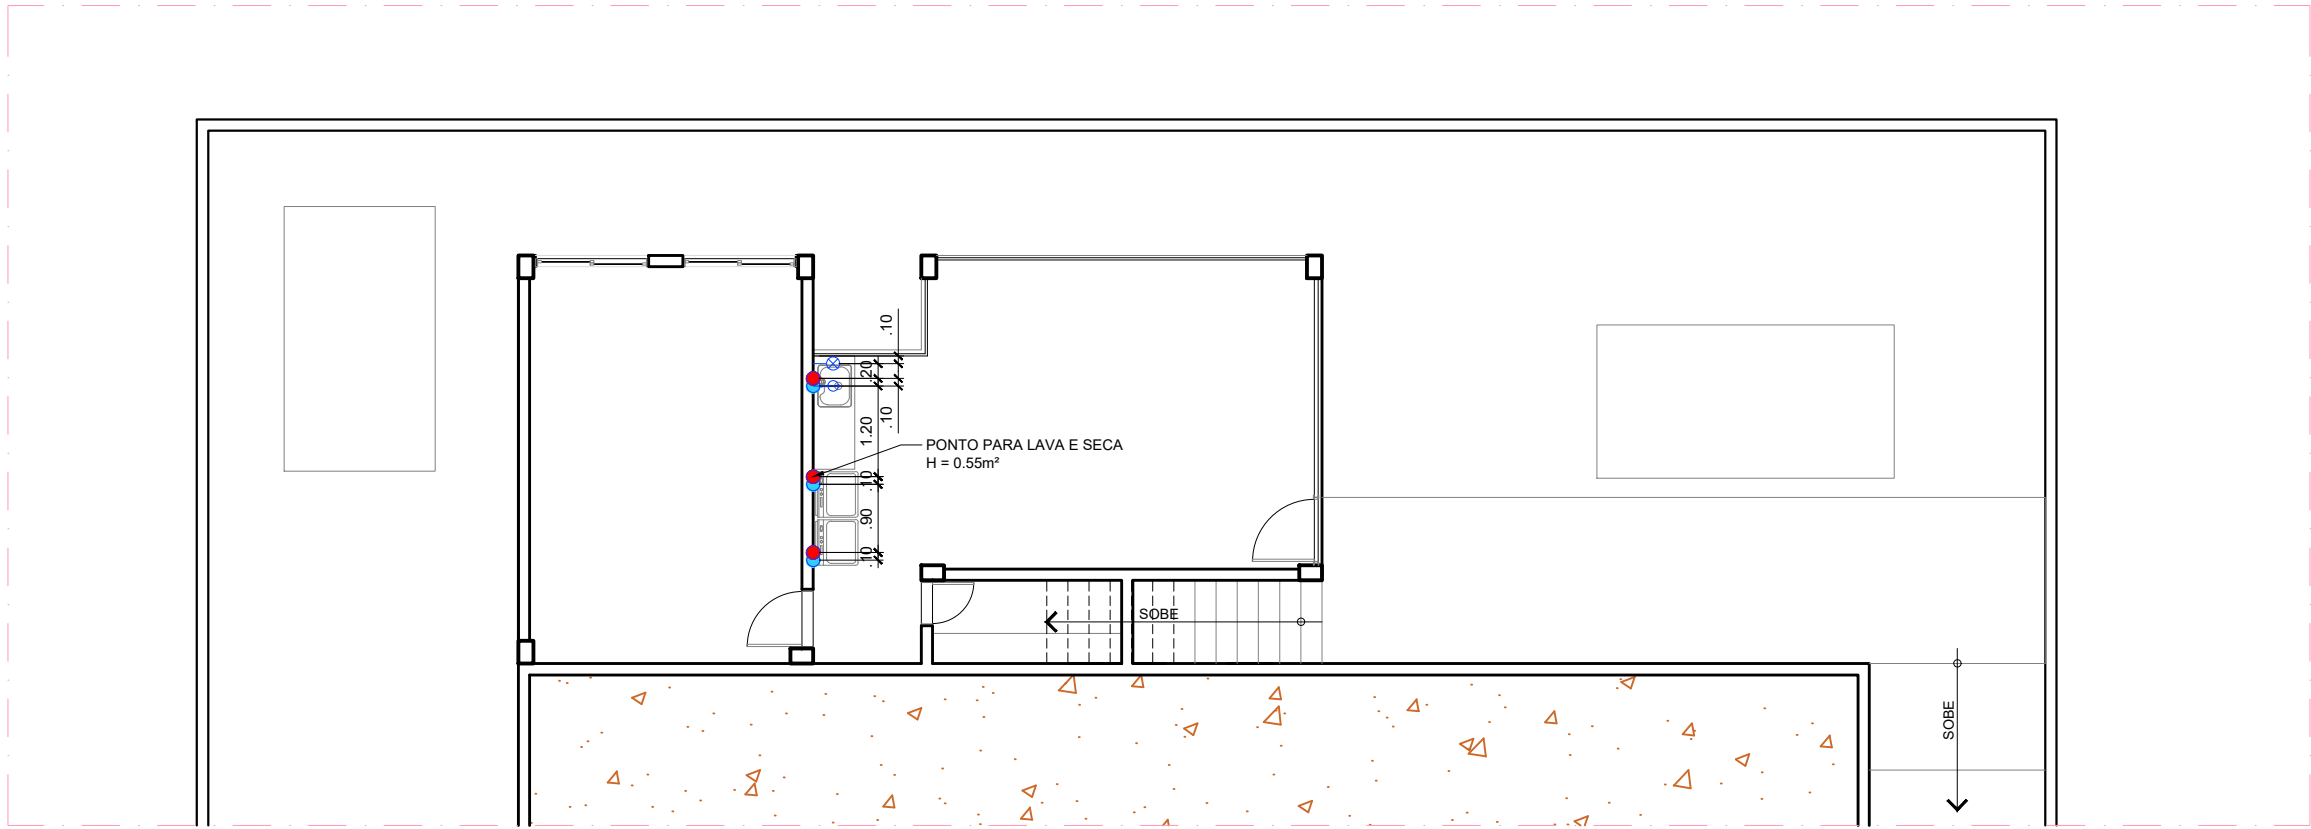 .10
.20
.10
1.20
PONTO PARA LAVA E SECA
H = 0.55m²
.10
.90
.10
SOBE
SOBE